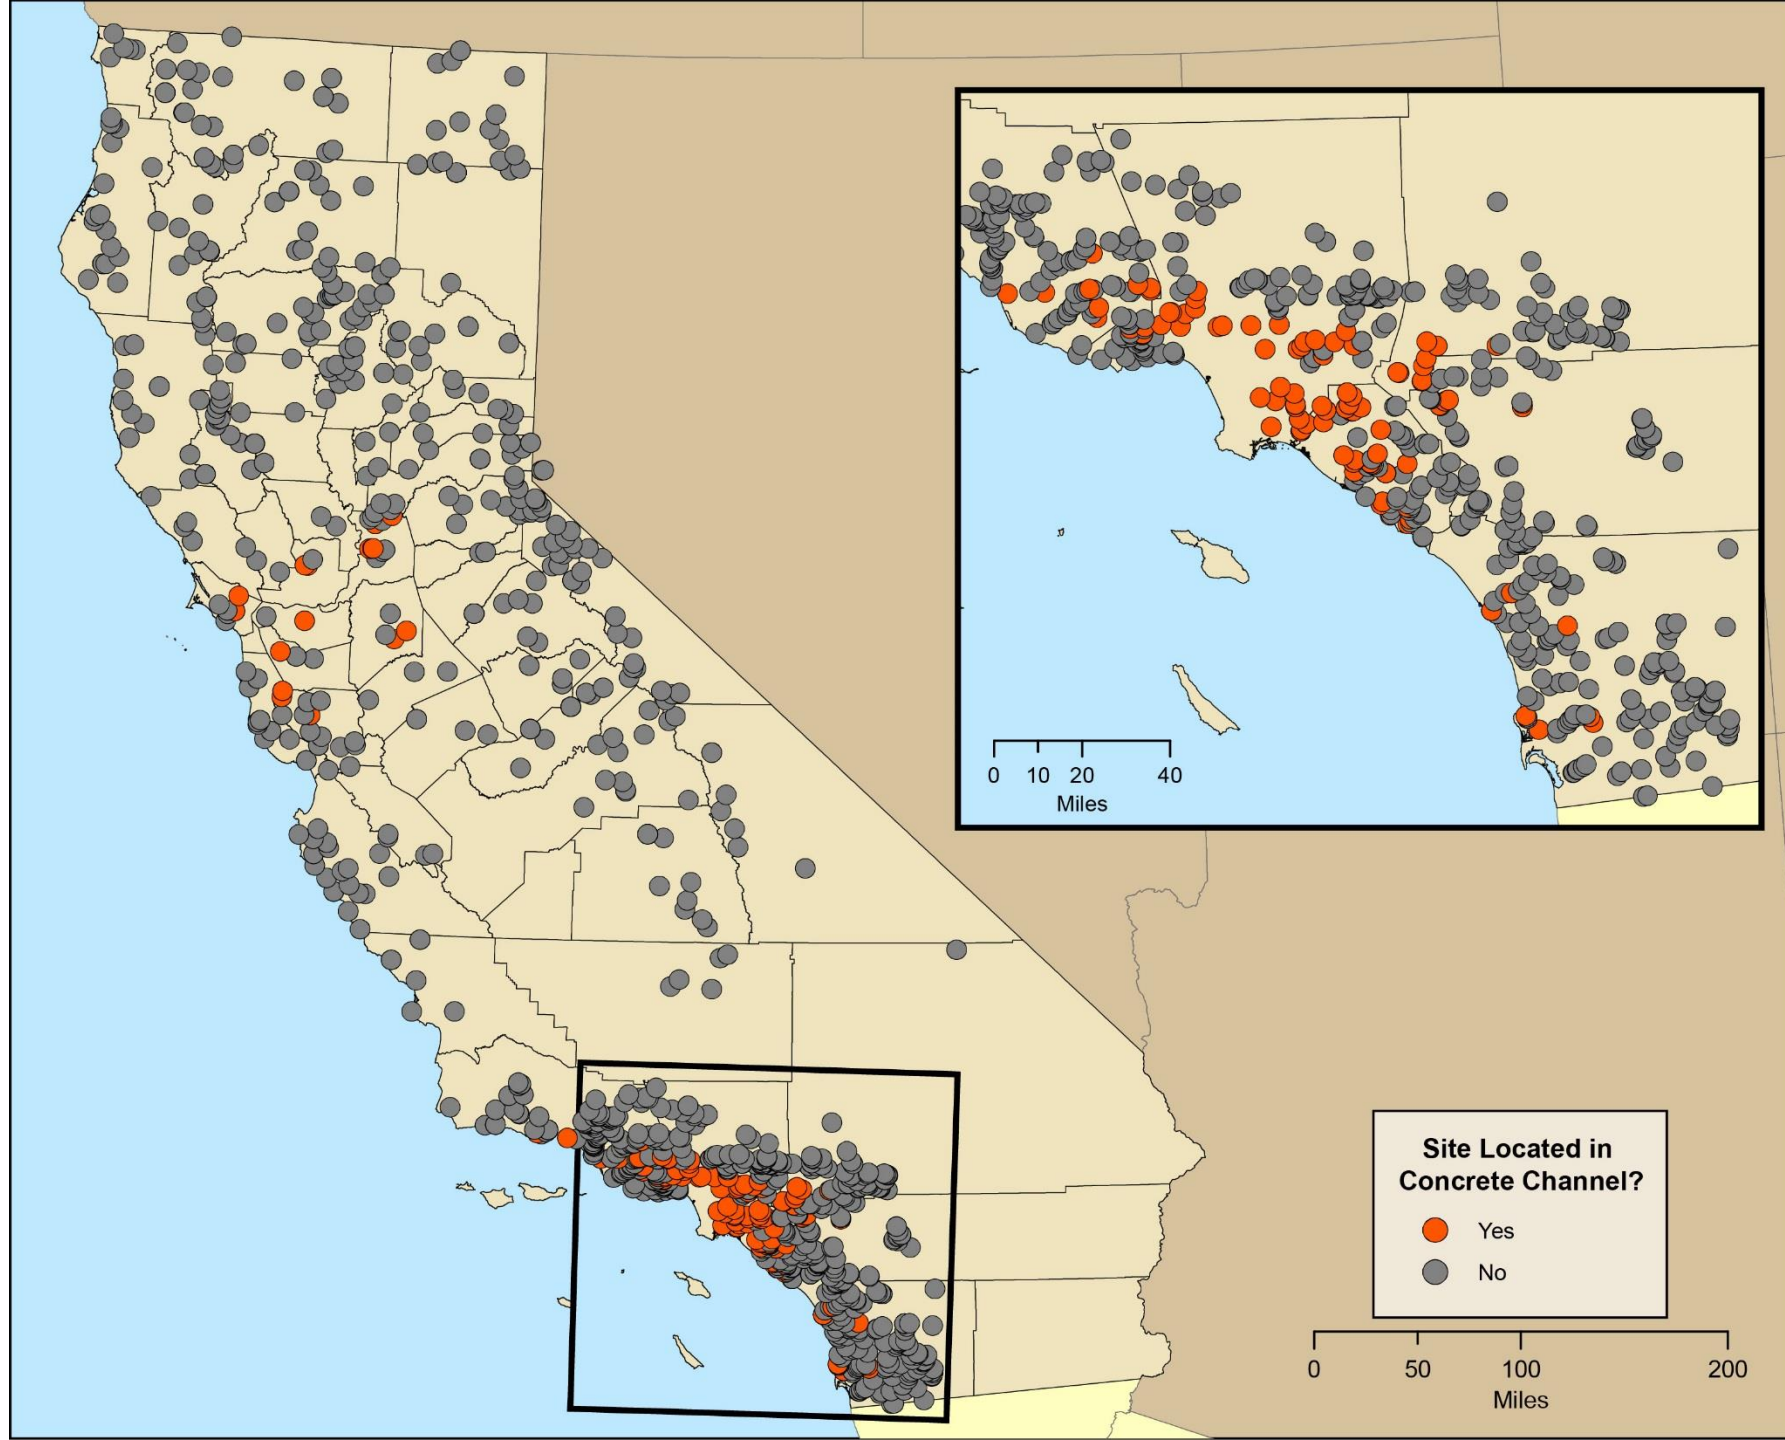 0 10 20 40
Miles
Site Located in
Concrete Channel?
Yes
No
0 50 100 200
Miles